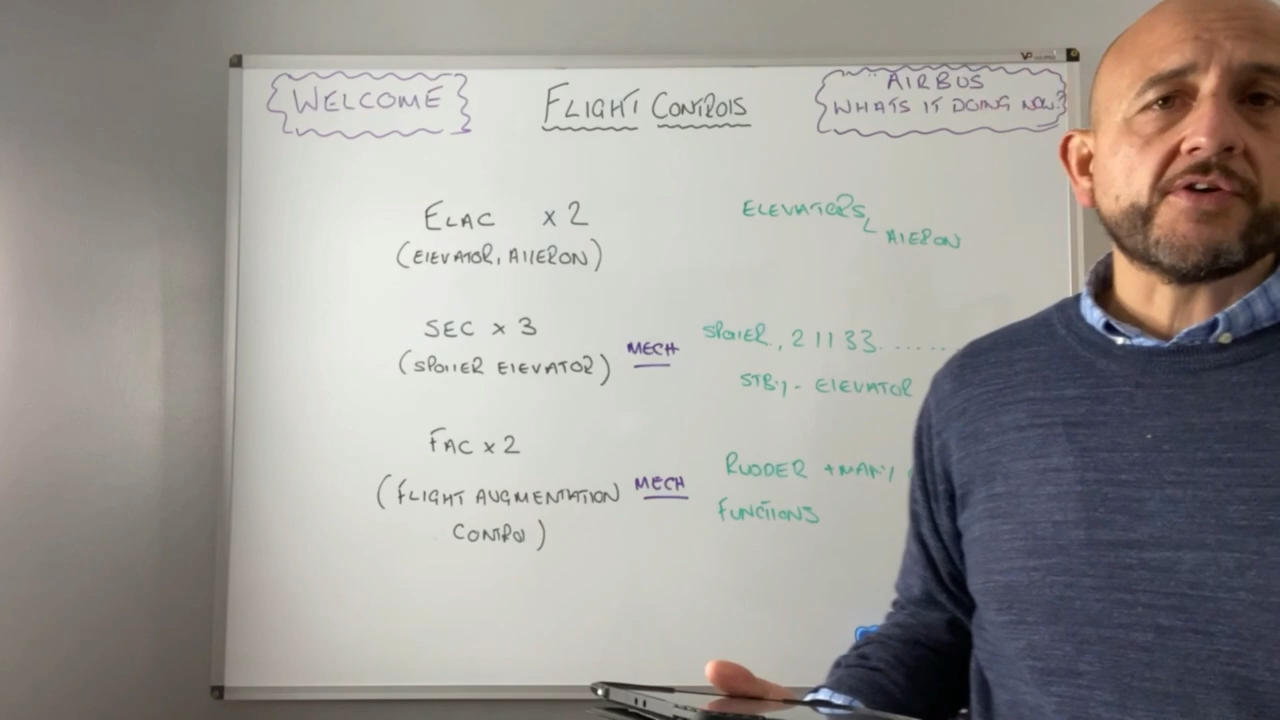 WELCOME
FLIGHT CONTROLS
AIRBUS
WHATS IT DOING NOW?
ELAC x 2
(ELEVATOR, AILERON)
ELEVATORS,
AIERON
SEC x 3
(SPOILER ELEVATOR)
MECH
SPOILER, 2 1 1 3 3 . . . . . .
STBY - ELEVATOR
FAC x 2
(FLIGHT AUGMENTATION
CONTROL)
MECH
RUDDER + MANY
FUNCTIONS